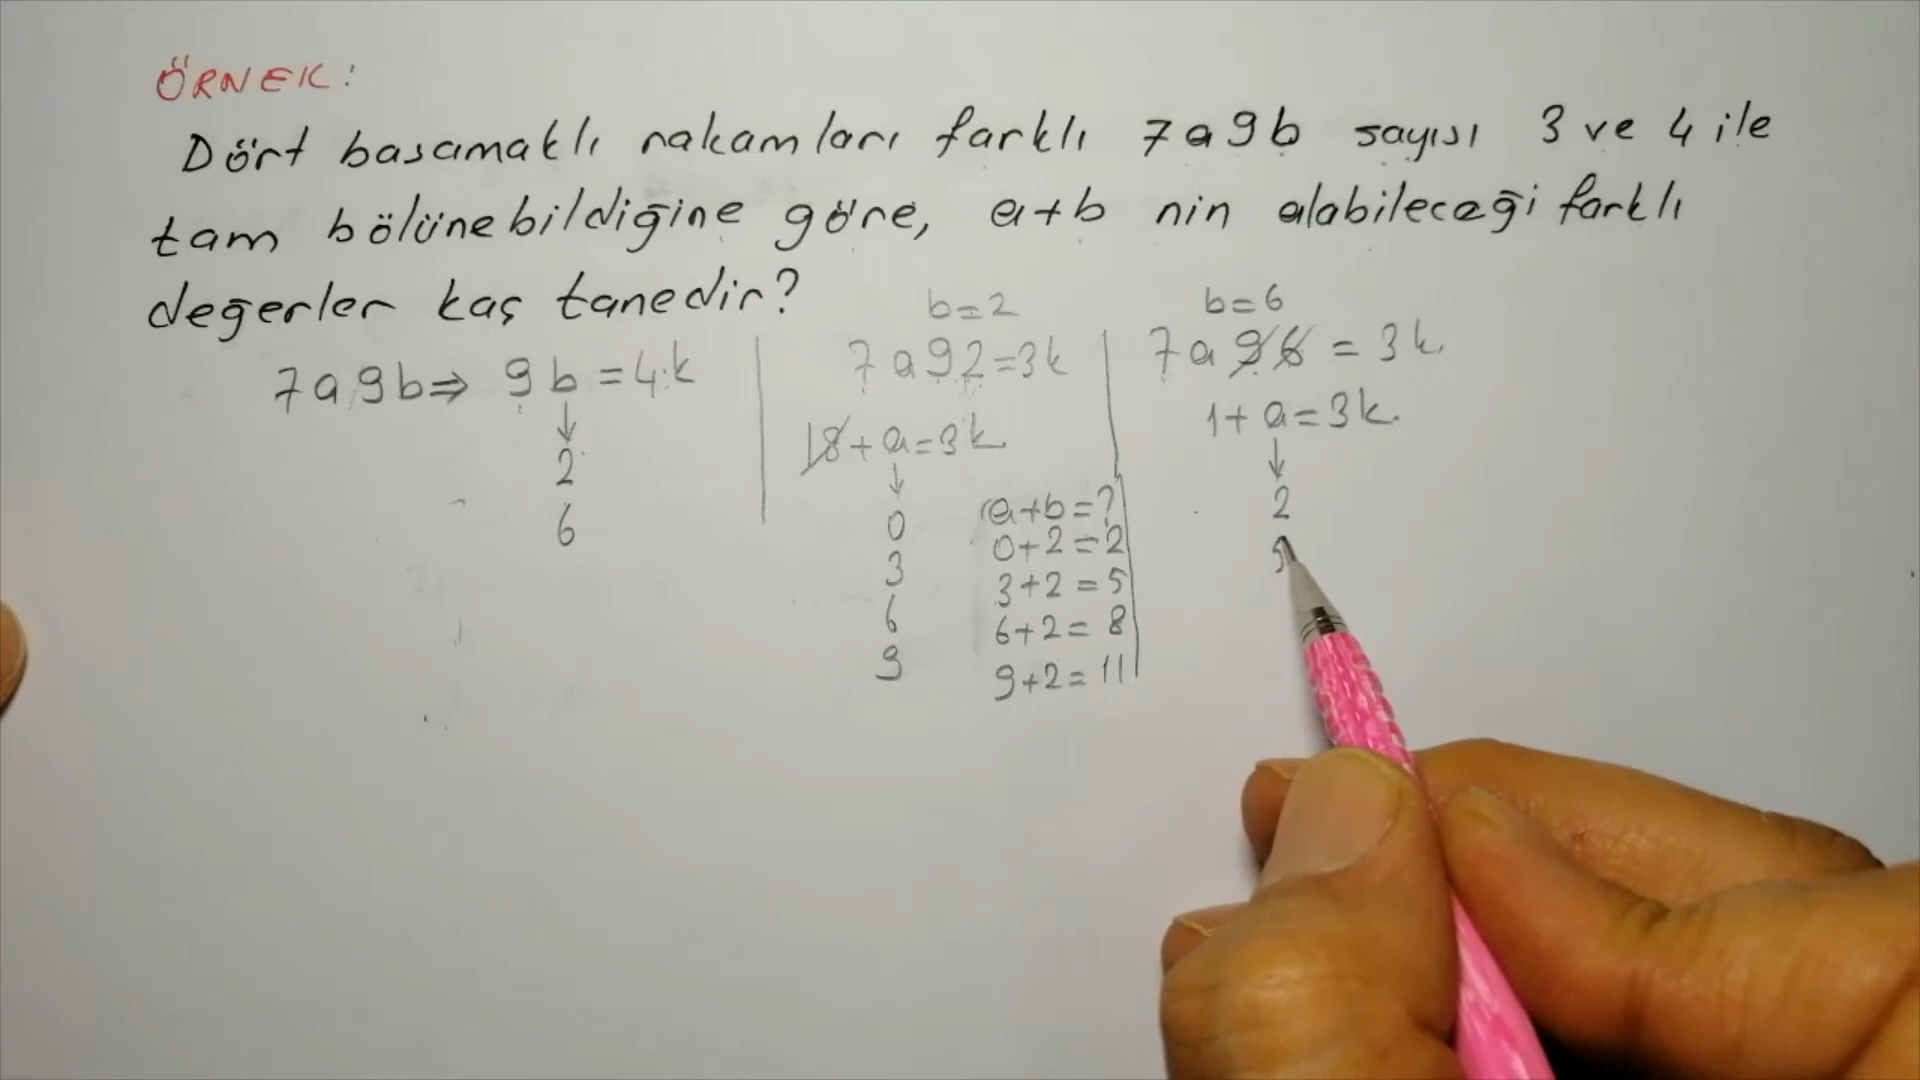 ÖRNEK:
Dört basamaklı rakamları farklı 7a9b sayısı 3 ve 4 ile
tam bölünebildiğine göre, a+b nin alabileceği farklı
değerler kaç tanedir?
7a9b ⇒ 9b = 4.k
↓
2
6
b=2
7a92=3k
18+a=3k.
↓
0
3
6
9
a+b=?
0+2=2
3+2=5
6+2=8
9+2=11
b=6
7a96=3k.
1+a=3k.
↓
2
5